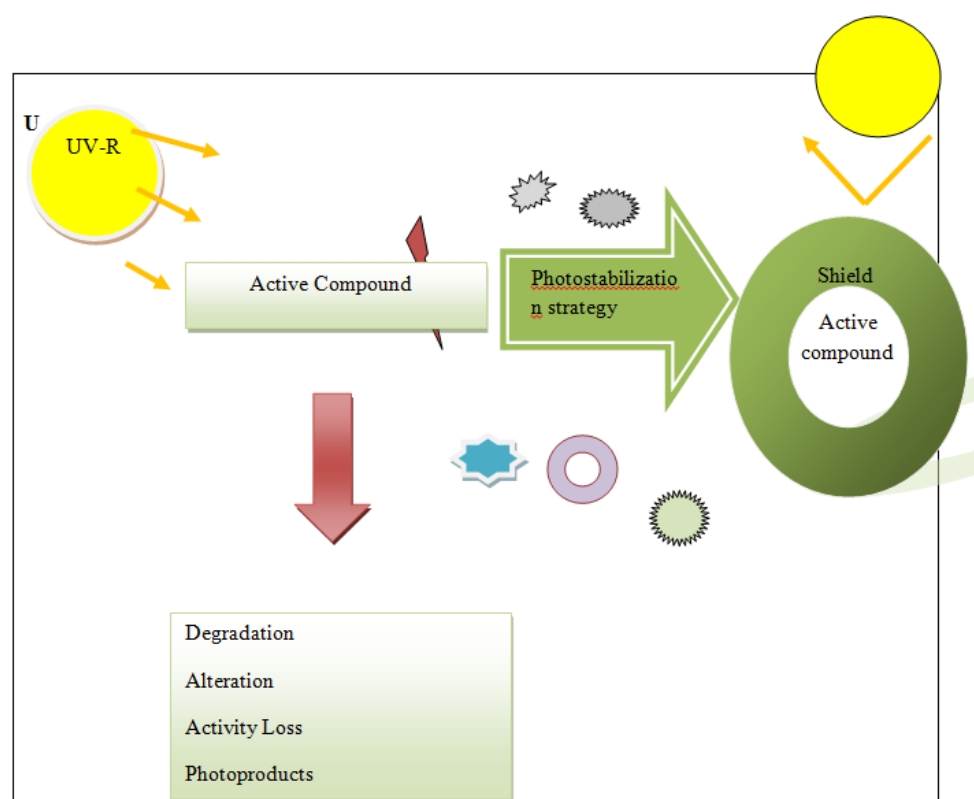 U
UV-R
Active Compound
Photostabilizatio
n strategy
Shield
Active
compound
Degradation
Alteration
Activity Loss
Photoproducts